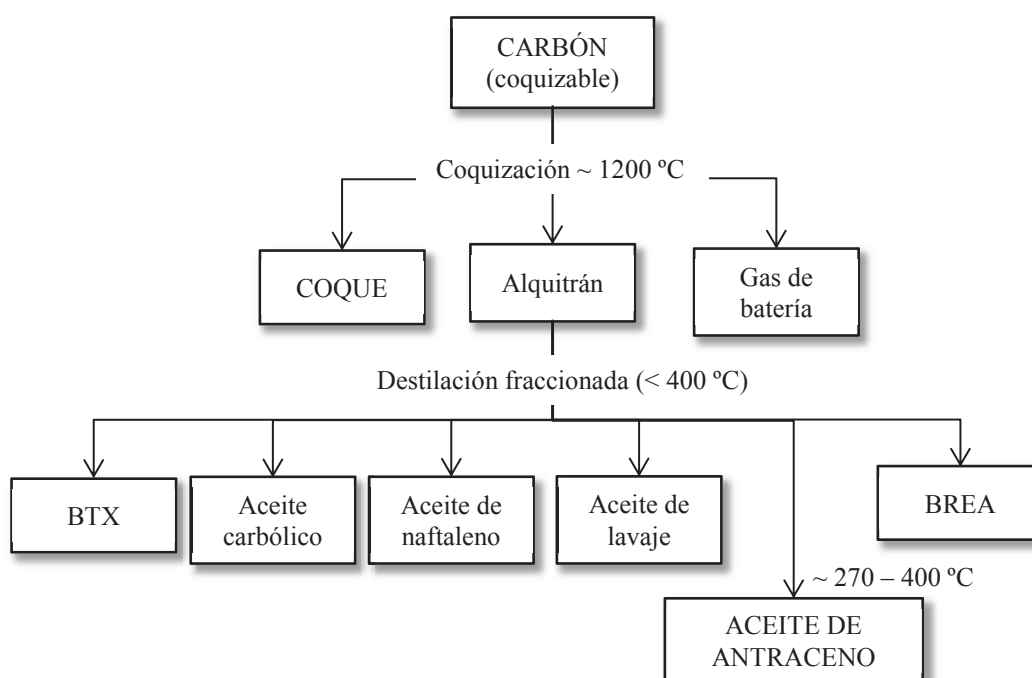 CARBÓN
(coquizable)
Coquización ~ 1200 ºC
COQUE
Alquitrán
Gas de
batería
Destilación fraccionada (< 400 ºC)
BTX
Aceite
carbólico
Aceite de
naftaleno
Aceite de
lavaje
BREA
~ 270 – 400 ºC
ACEITE DE
ANTRACENO